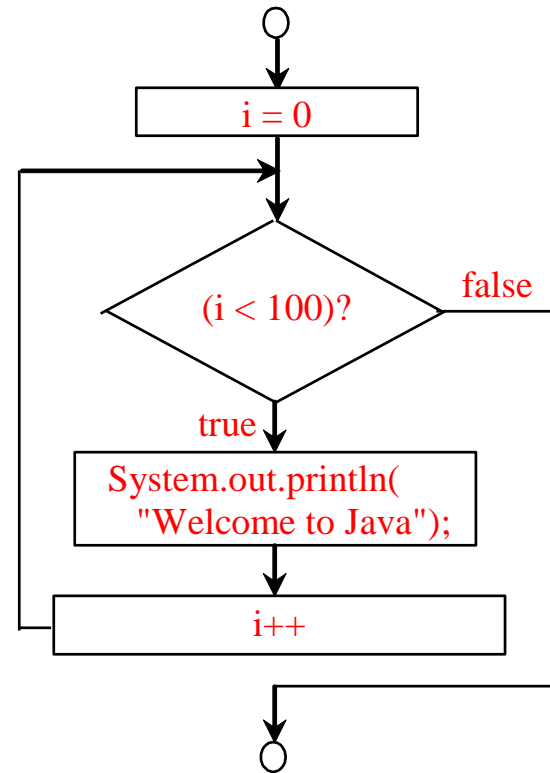 i = 0
(i < 100)?
false
true
System.out.println(
"Welcome to Java");
i++